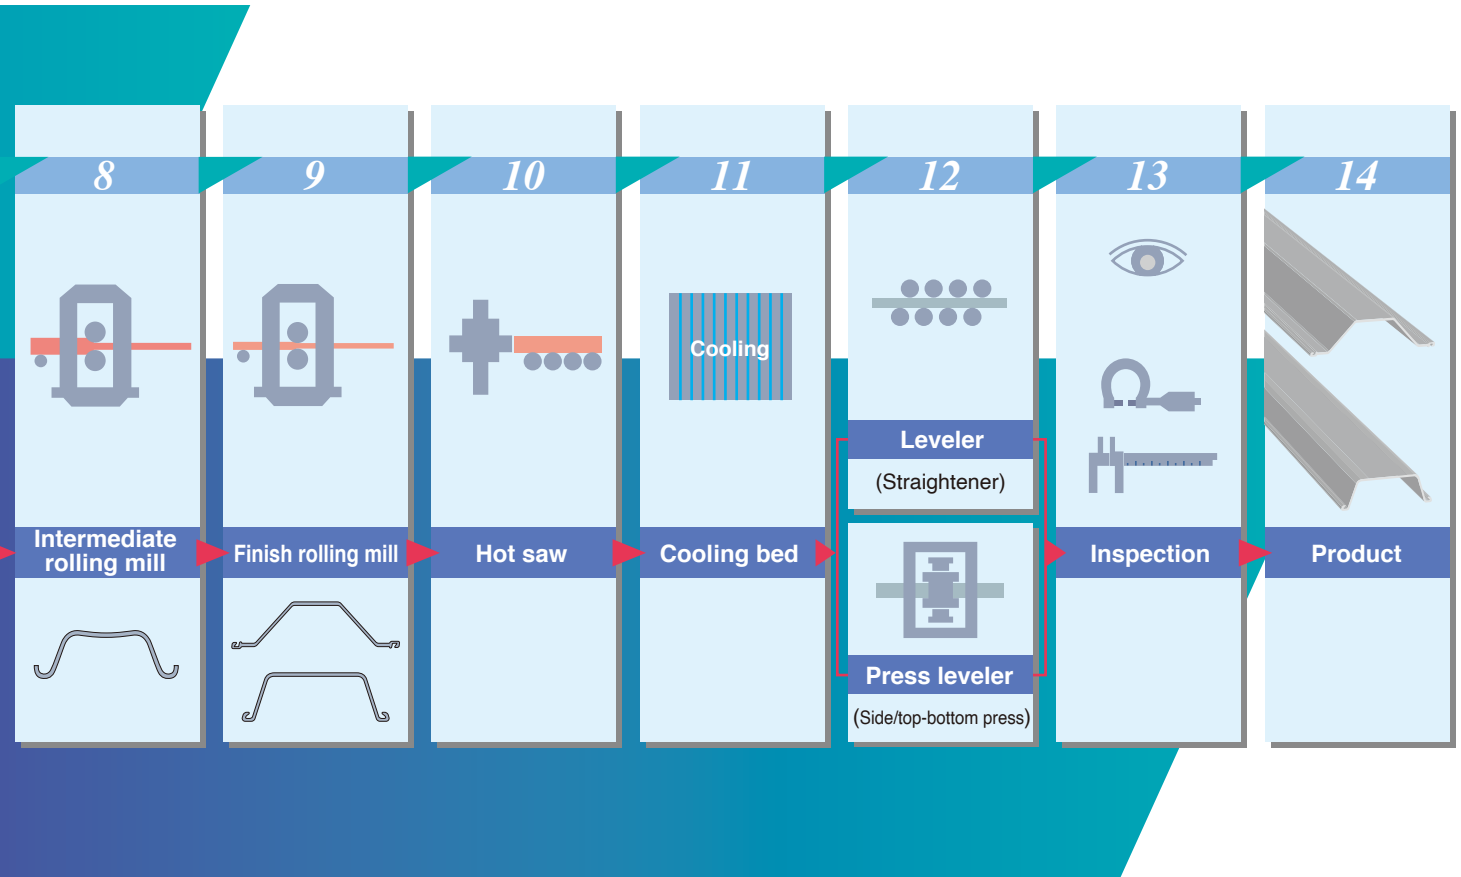 8
9
10
11
12
13
14
Cooling
Leveler
(Straightener)
Intermediate
rolling mill
Finish rolling mill
Hot saw
Cooling bed
Inspection
Product
Press leveler
(Side/top-bottom press)